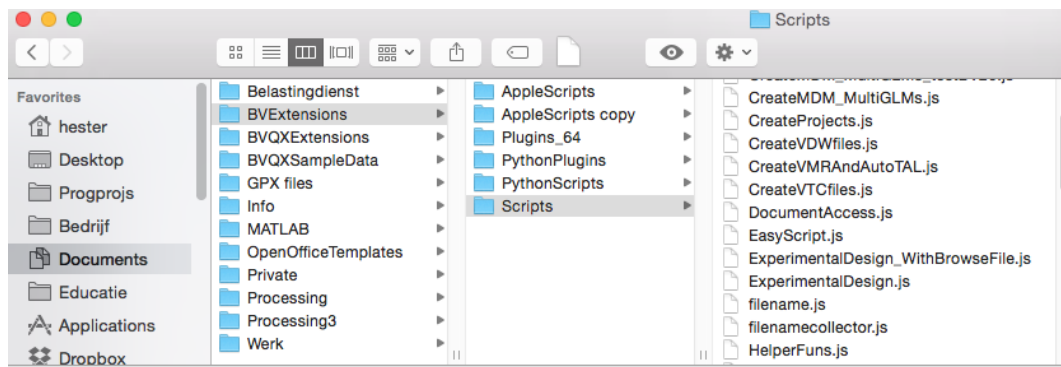 Scripts
Favorites
hester
Desktop
Progprojs
Bedrijf
Documents
Educatie
Applications
Dropbox
Belastingdienst
BVExtensions
BVQXExtensions
BVQXSampleData
GPX files
Info
MATLAB
OpenOfficeTemplates
Private
Processing
Processing3
Werk
AppleScripts
AppleScripts copy
Plugins_64
PythonPlugins
PythonScripts
Scripts
CreateMDM_MultiGLMs.js
CreateProjects.js
CreateVDWfiles.js
CreateVMRAndAutoTAL.js
CreateVTCfiles.js
DocumentAccess.js
EasyScript.js
ExperimentalDesign_WithBrowseFile.js
ExperimentalDesign.js
filename.js
filenamecollector.js
HelperFuns.js